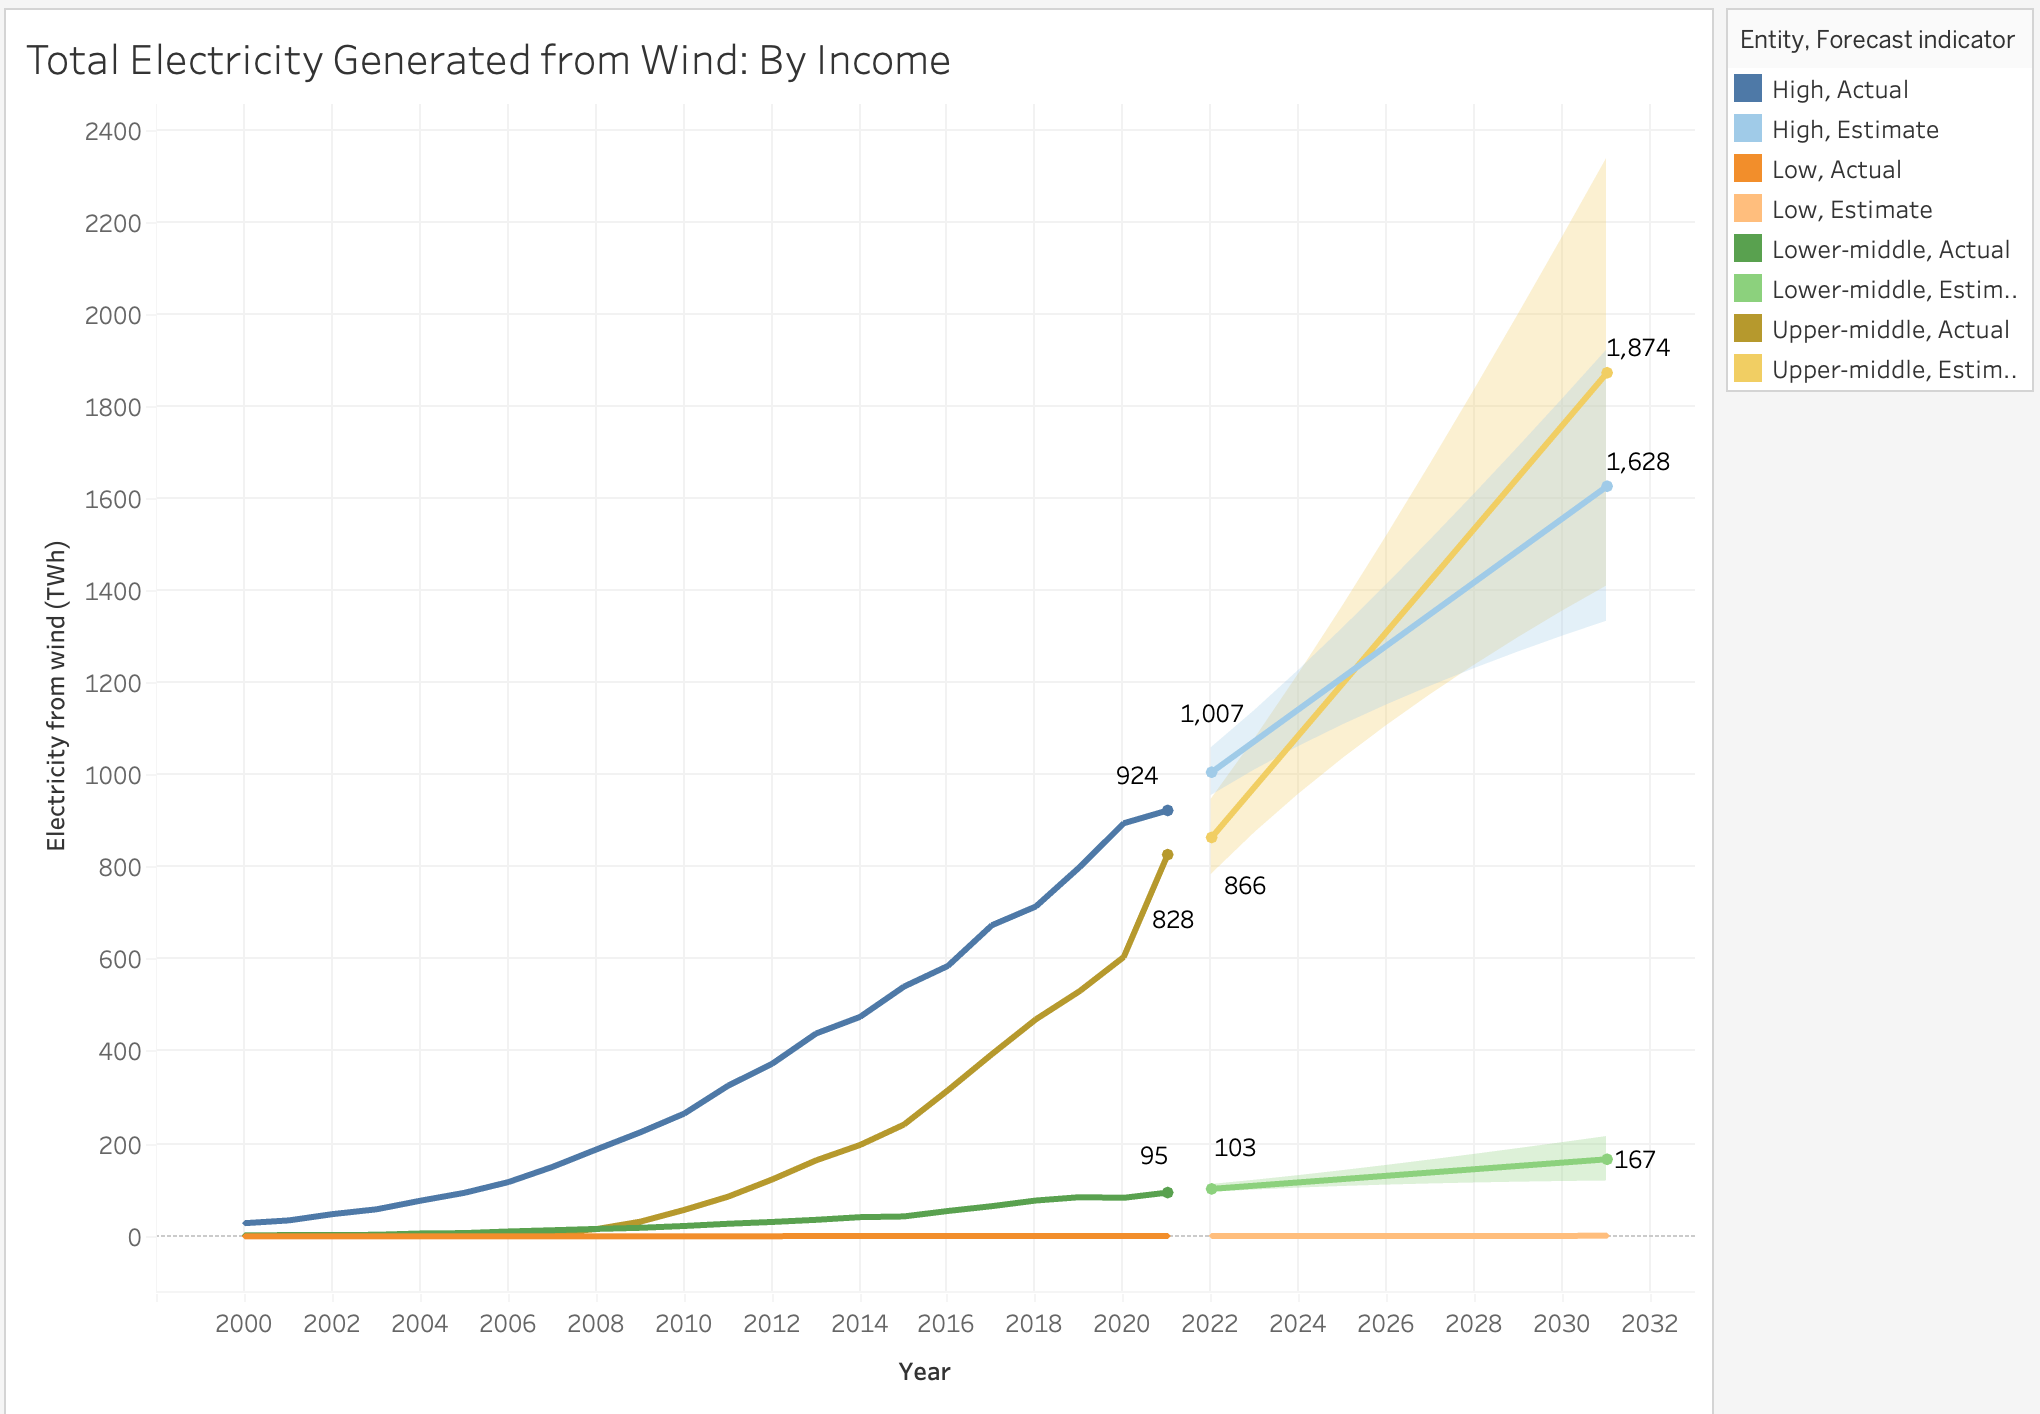 Total Electricity Generated from Wind: By Income
Entity, Forecast indicator
High, Actual
High, Estimate
Low, Actual
Low, Estimate
Lower-middle, Actual
Lower-middle, Estim..
Upper-middle, Actual
Upper-middle, Estim..
Electricity from wind (TWh)
2400
2200
2000
1800
1600
1400
1200
1000
800
600
400
200
0
1,874
1,628
1,007
924
866
828
95
103
167
2000 2002 2004 2006 2008 2010 2012 2014 2016 2018 2020 2022 2024 2026 2028 2030 2032
Year